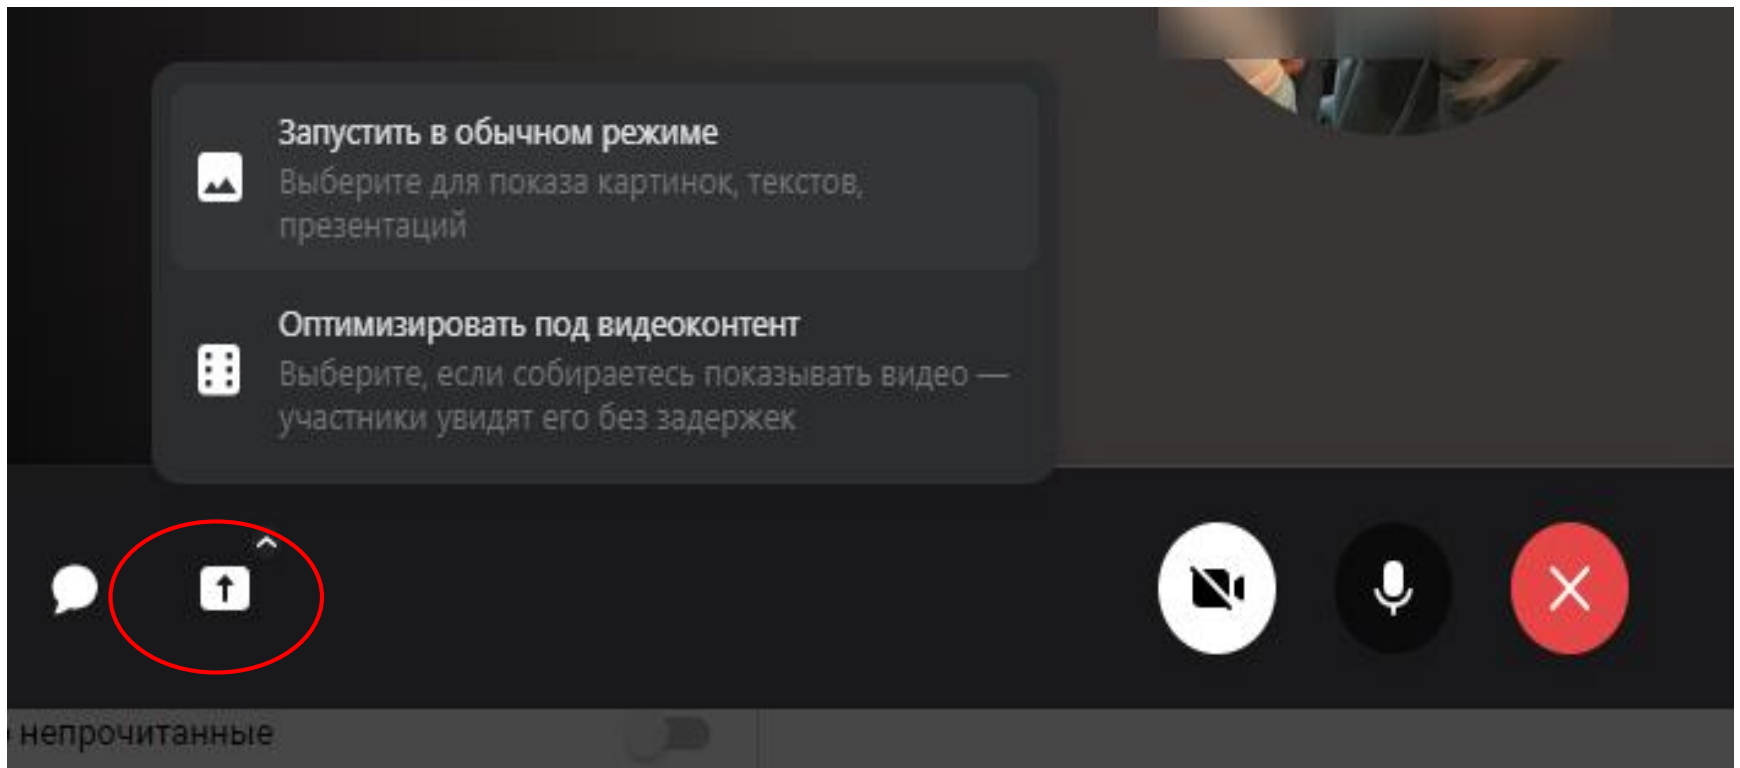 Запустить в обычном режиме
Выберите для показа картинок, текстов,
презентаций
Оптимизировать под видеоконтент
Выберите, если собираетесь показывать видео —
участники увидят его без задержек
непрочитанные